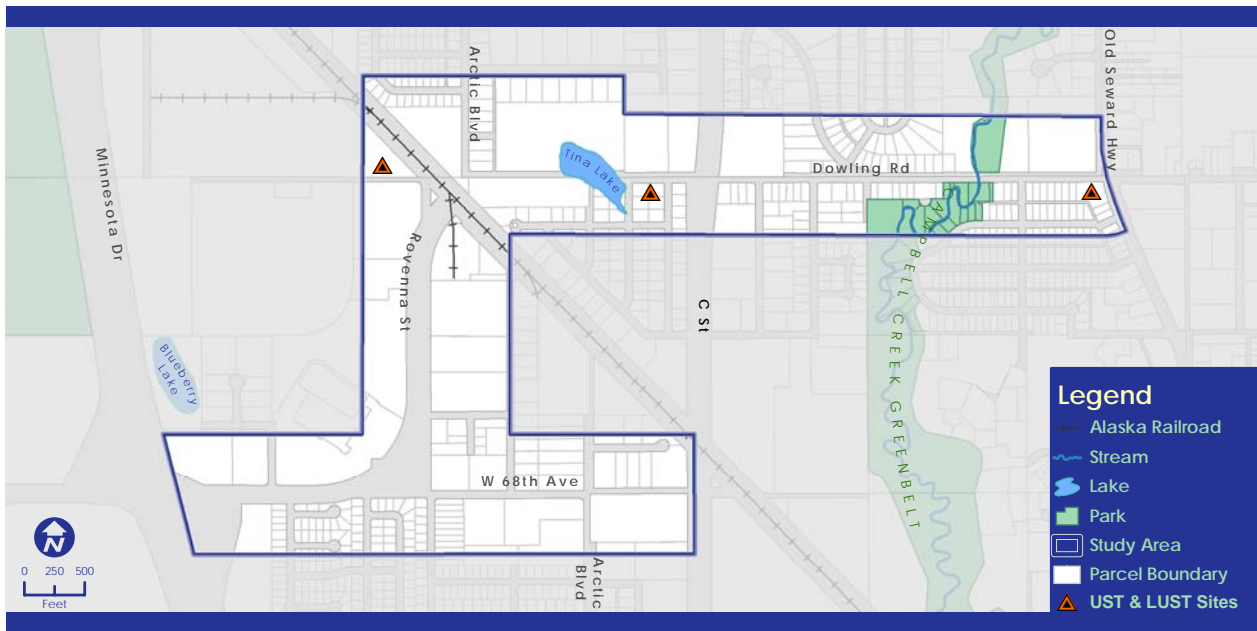 Old Seward Hwy
Arctic Blvd
Tina Lake
Dowling Rd
Minnesota Dr
Rovenna St
CAMPBELL CREEK GREENBELT
C St
Blueberry
Lake
W 68th Ave
Arctic
Blvd
N
0 250 500
Feet
Legend
Alaska Railroad
Stream
Lake
Park
Study Area
Parcel Boundary
UST & LUST Sites